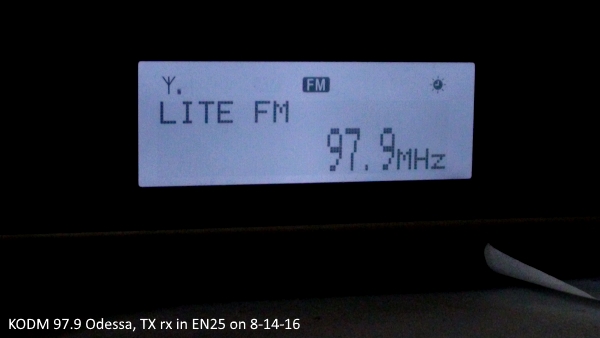 FM
LITE FM
97.9MHz
KODM 97.9 Odessa, TX rx in EN25 on 8-14-16